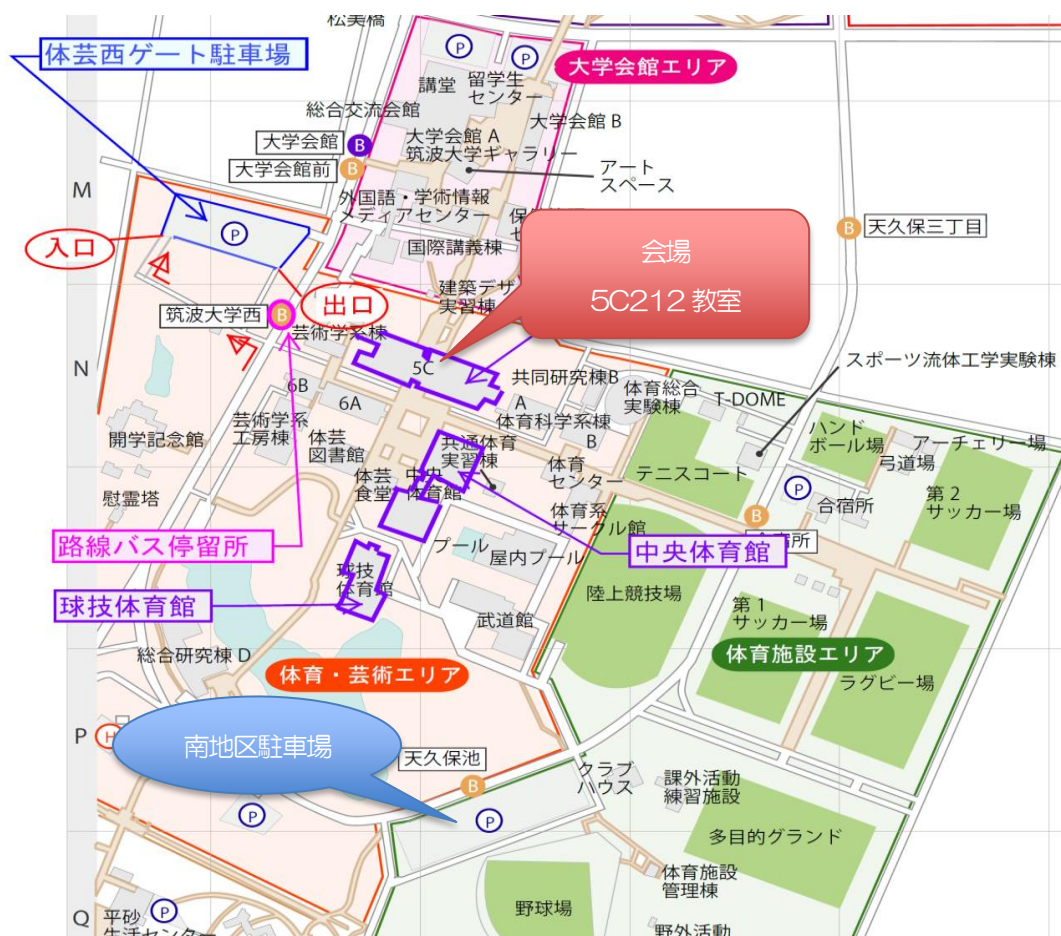 松美橋
体芸西ゲート駐車場
P
P
大学会館エリア
講堂
留学生
センター
総合交流会館
大学会館 B
大学会館
B
大学会館 A
筑波大学ギャラリー
大学会館前
B
アート
スペース
M
外国語・学術情報
メディアセンター
B
天久保三丁目
P
入口
国際講義棟
会場
5C212 教室
出口
建築デザ
実習棟
筑波大学西
B
芸術学系棟
N
5C
スポーツ流体工学実験棟
共同研究棟B
体育総合
実験棟
T-DOME
6B
6A
A
体育科学系棟
B
芸術学系
工房棟
開学記念館
体芸
図書館
共通体育
実習棟
ハンド
ボール場
アーチェリー場
弓道場
体育
センター
テニスコート
体芸
食堂
中央
体育館
P
合宿所
第 2
サッカー場
慰霊塔
体育系
サークル館
B
路線バス停留所
プール
屋内プール
中央体育館
球技
体育館
陸上競技場
球技体育館
武道館
第 1
サッカー場
総合研究棟 D
体育・芸術エリア
体育施設エリア
ラグビー場
P
H
南地区駐車場
天久保池
B
クラブ
ハウス
課外活動
練習施設
P
P
多目的グランド
体育施設
管理棟
Q
平砂
生活センター
P
野球場
野外活動